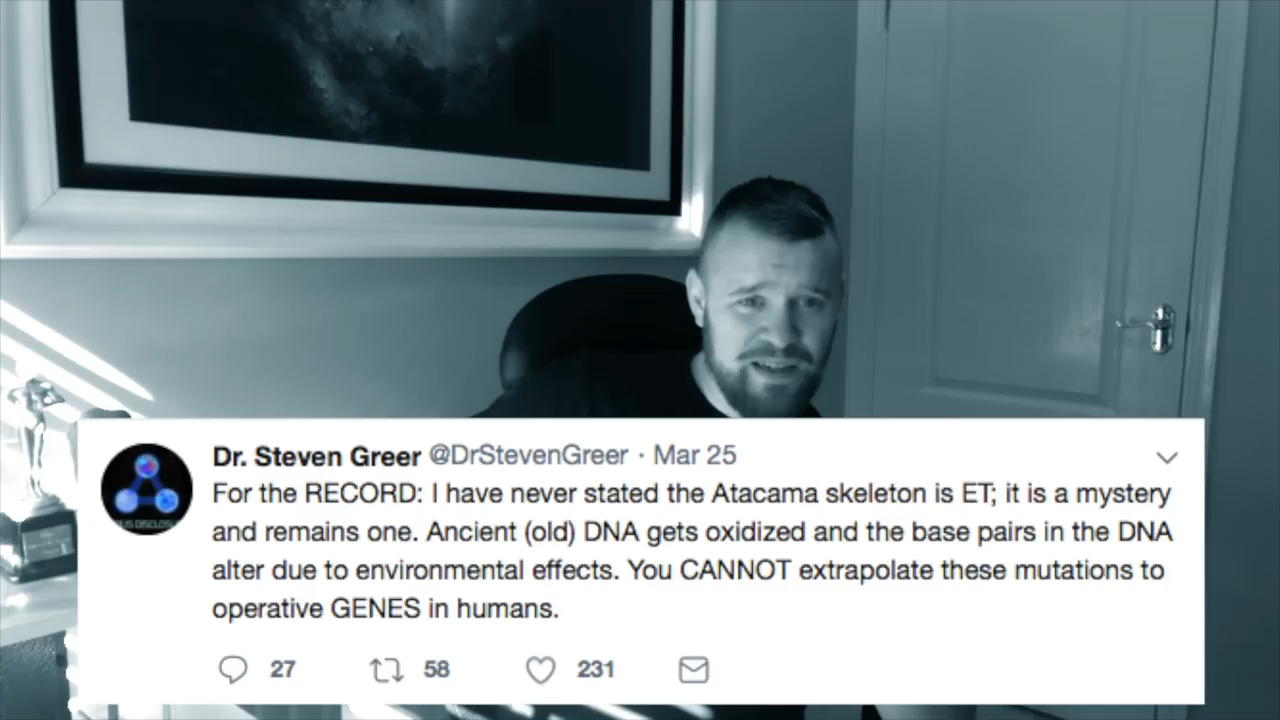 Dr. Steven Greer @DrStevenGreer · Mar 25
For the RECORD: I have never stated the Atacama skeleton is ET; it is a mystery
and remains one. Ancient (old) DNA gets oxidized and the base pairs in the DNA
alter due to environmental effects. You CANNOT extrapolate these mutations to
operative GENES in humans.
27 58 231